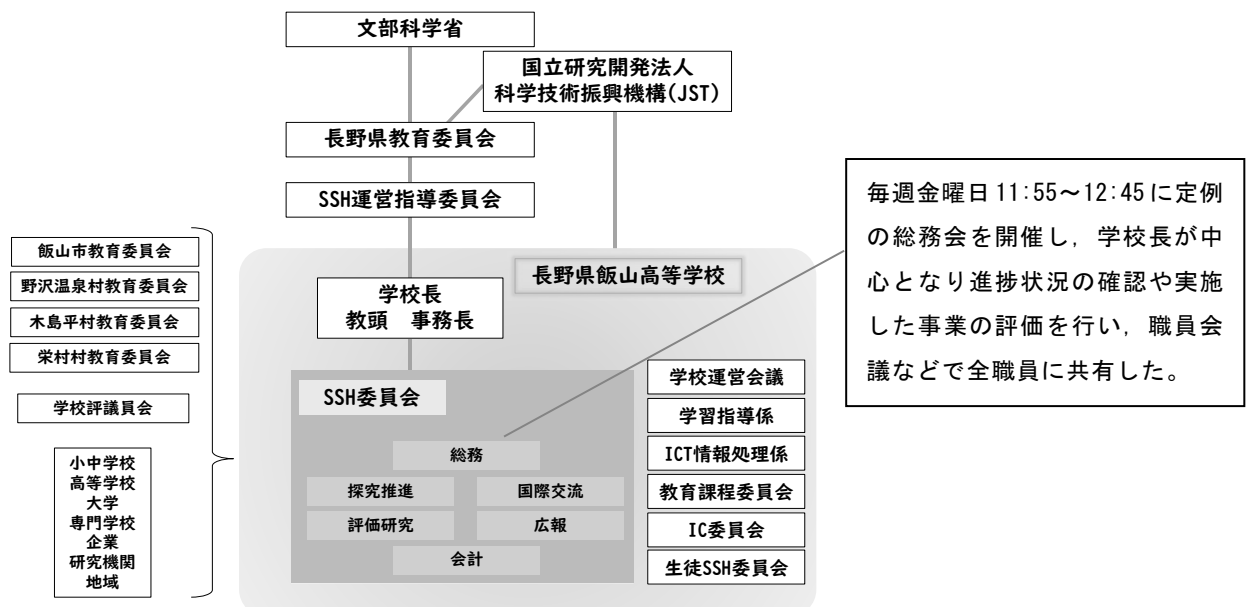 文部科学省
国立研究開発法人
科学技術振興機構(JST)
長野県教育委員会
SSH運営指導委員会
飯山市教育委員会
野沢温泉村教育委員会
木島平村教育委員会
栄村村教育委員会
学校評議員会
小中学校
高等学校
大学
専門学校
企業
研究機関
地域
長野県飯山高等学校
学校長
教頭　事務長
SSH委員会
総務
探究推進
国際交流
評価研究
広報
会計
学校運営会議
学習指導係
ICT情報処理係
教育課程委員会
IC委員会
生徒SSH委員会
毎週金曜日11:55～12:45に定例
の総務会を開催し，学校長が中
心となり進捗状況の確認や実施
した事業の評価を行い，職員会
議などで全職員に共有した。